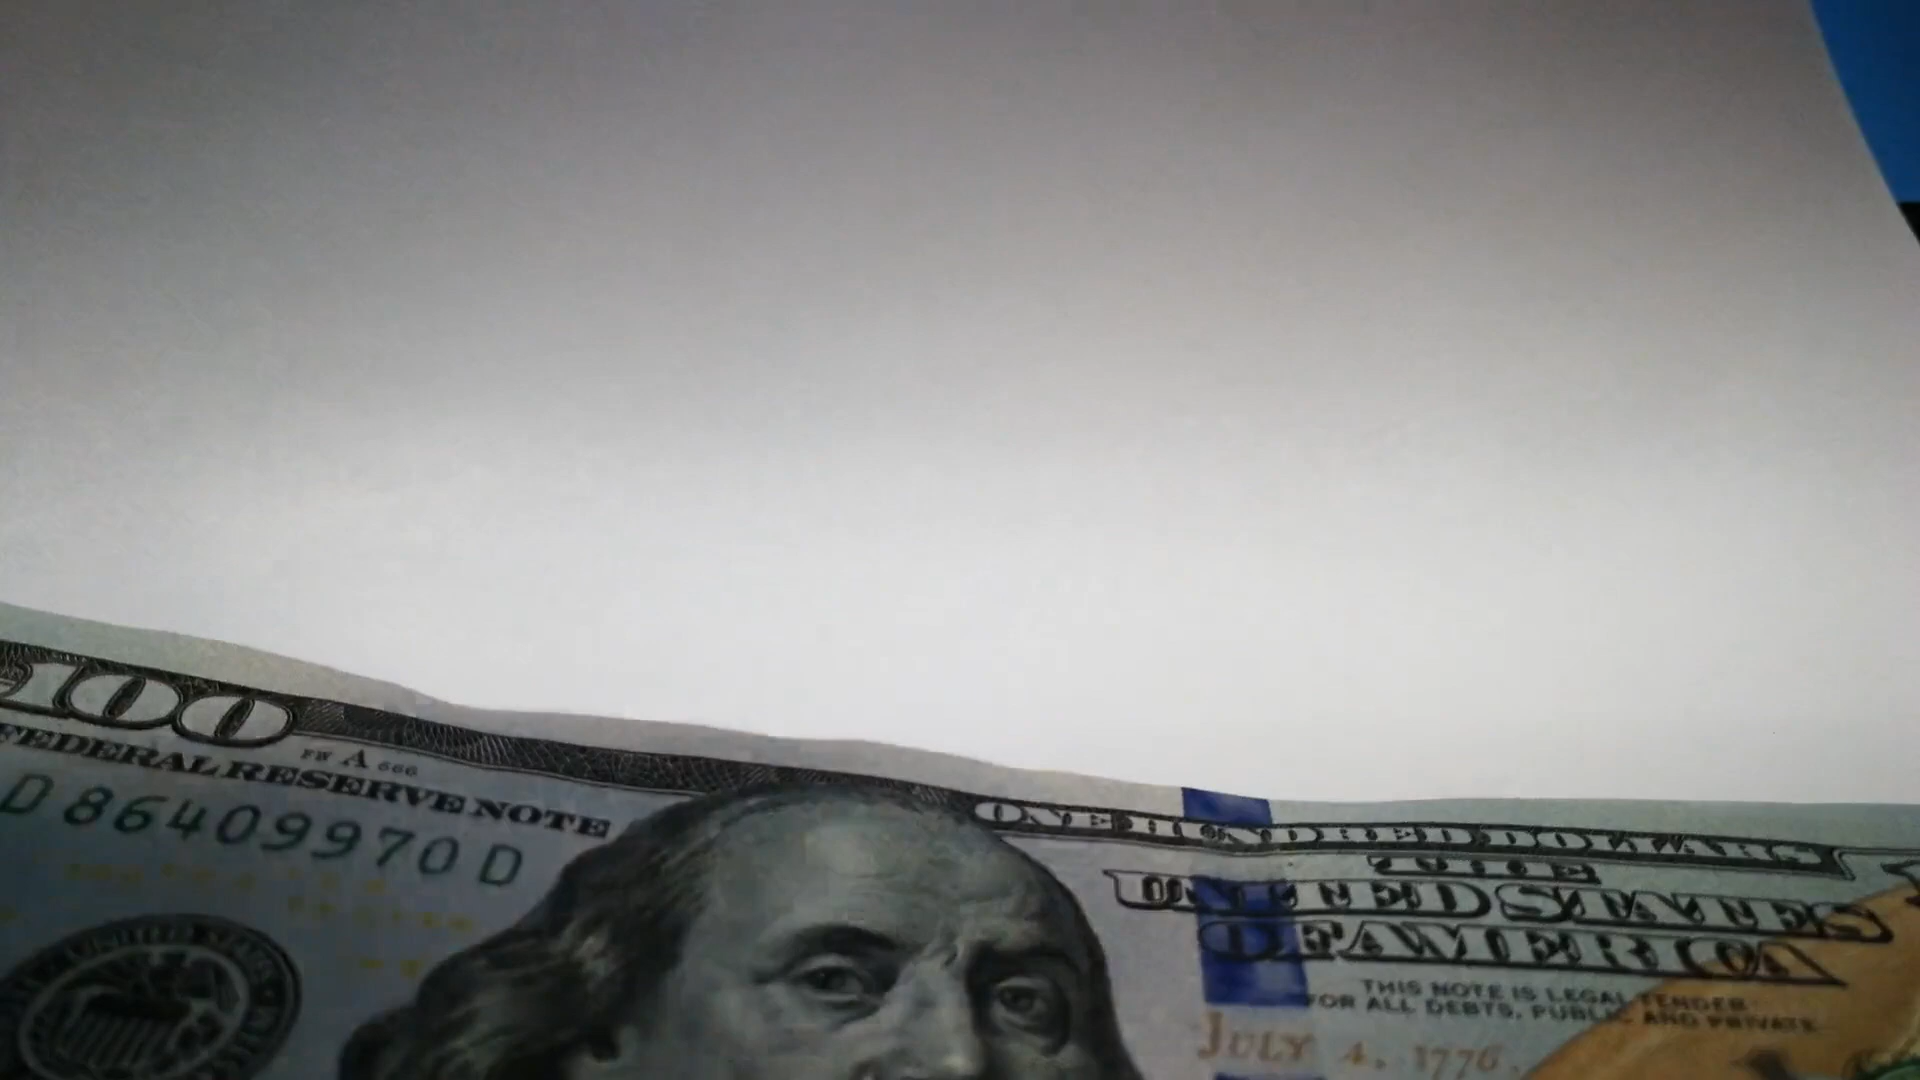 100
FEDERAL RESERVE NOTE
FW A 666
D 86409970 D
ONE HUNDRED DOLLARS
THE
UNITED STATES
OF AMERICA
THIS NOTE IS LEGAL TENDER
FOR ALL DEBTS, PUBLIC AND PRIVATE
JULY 4, 1776.